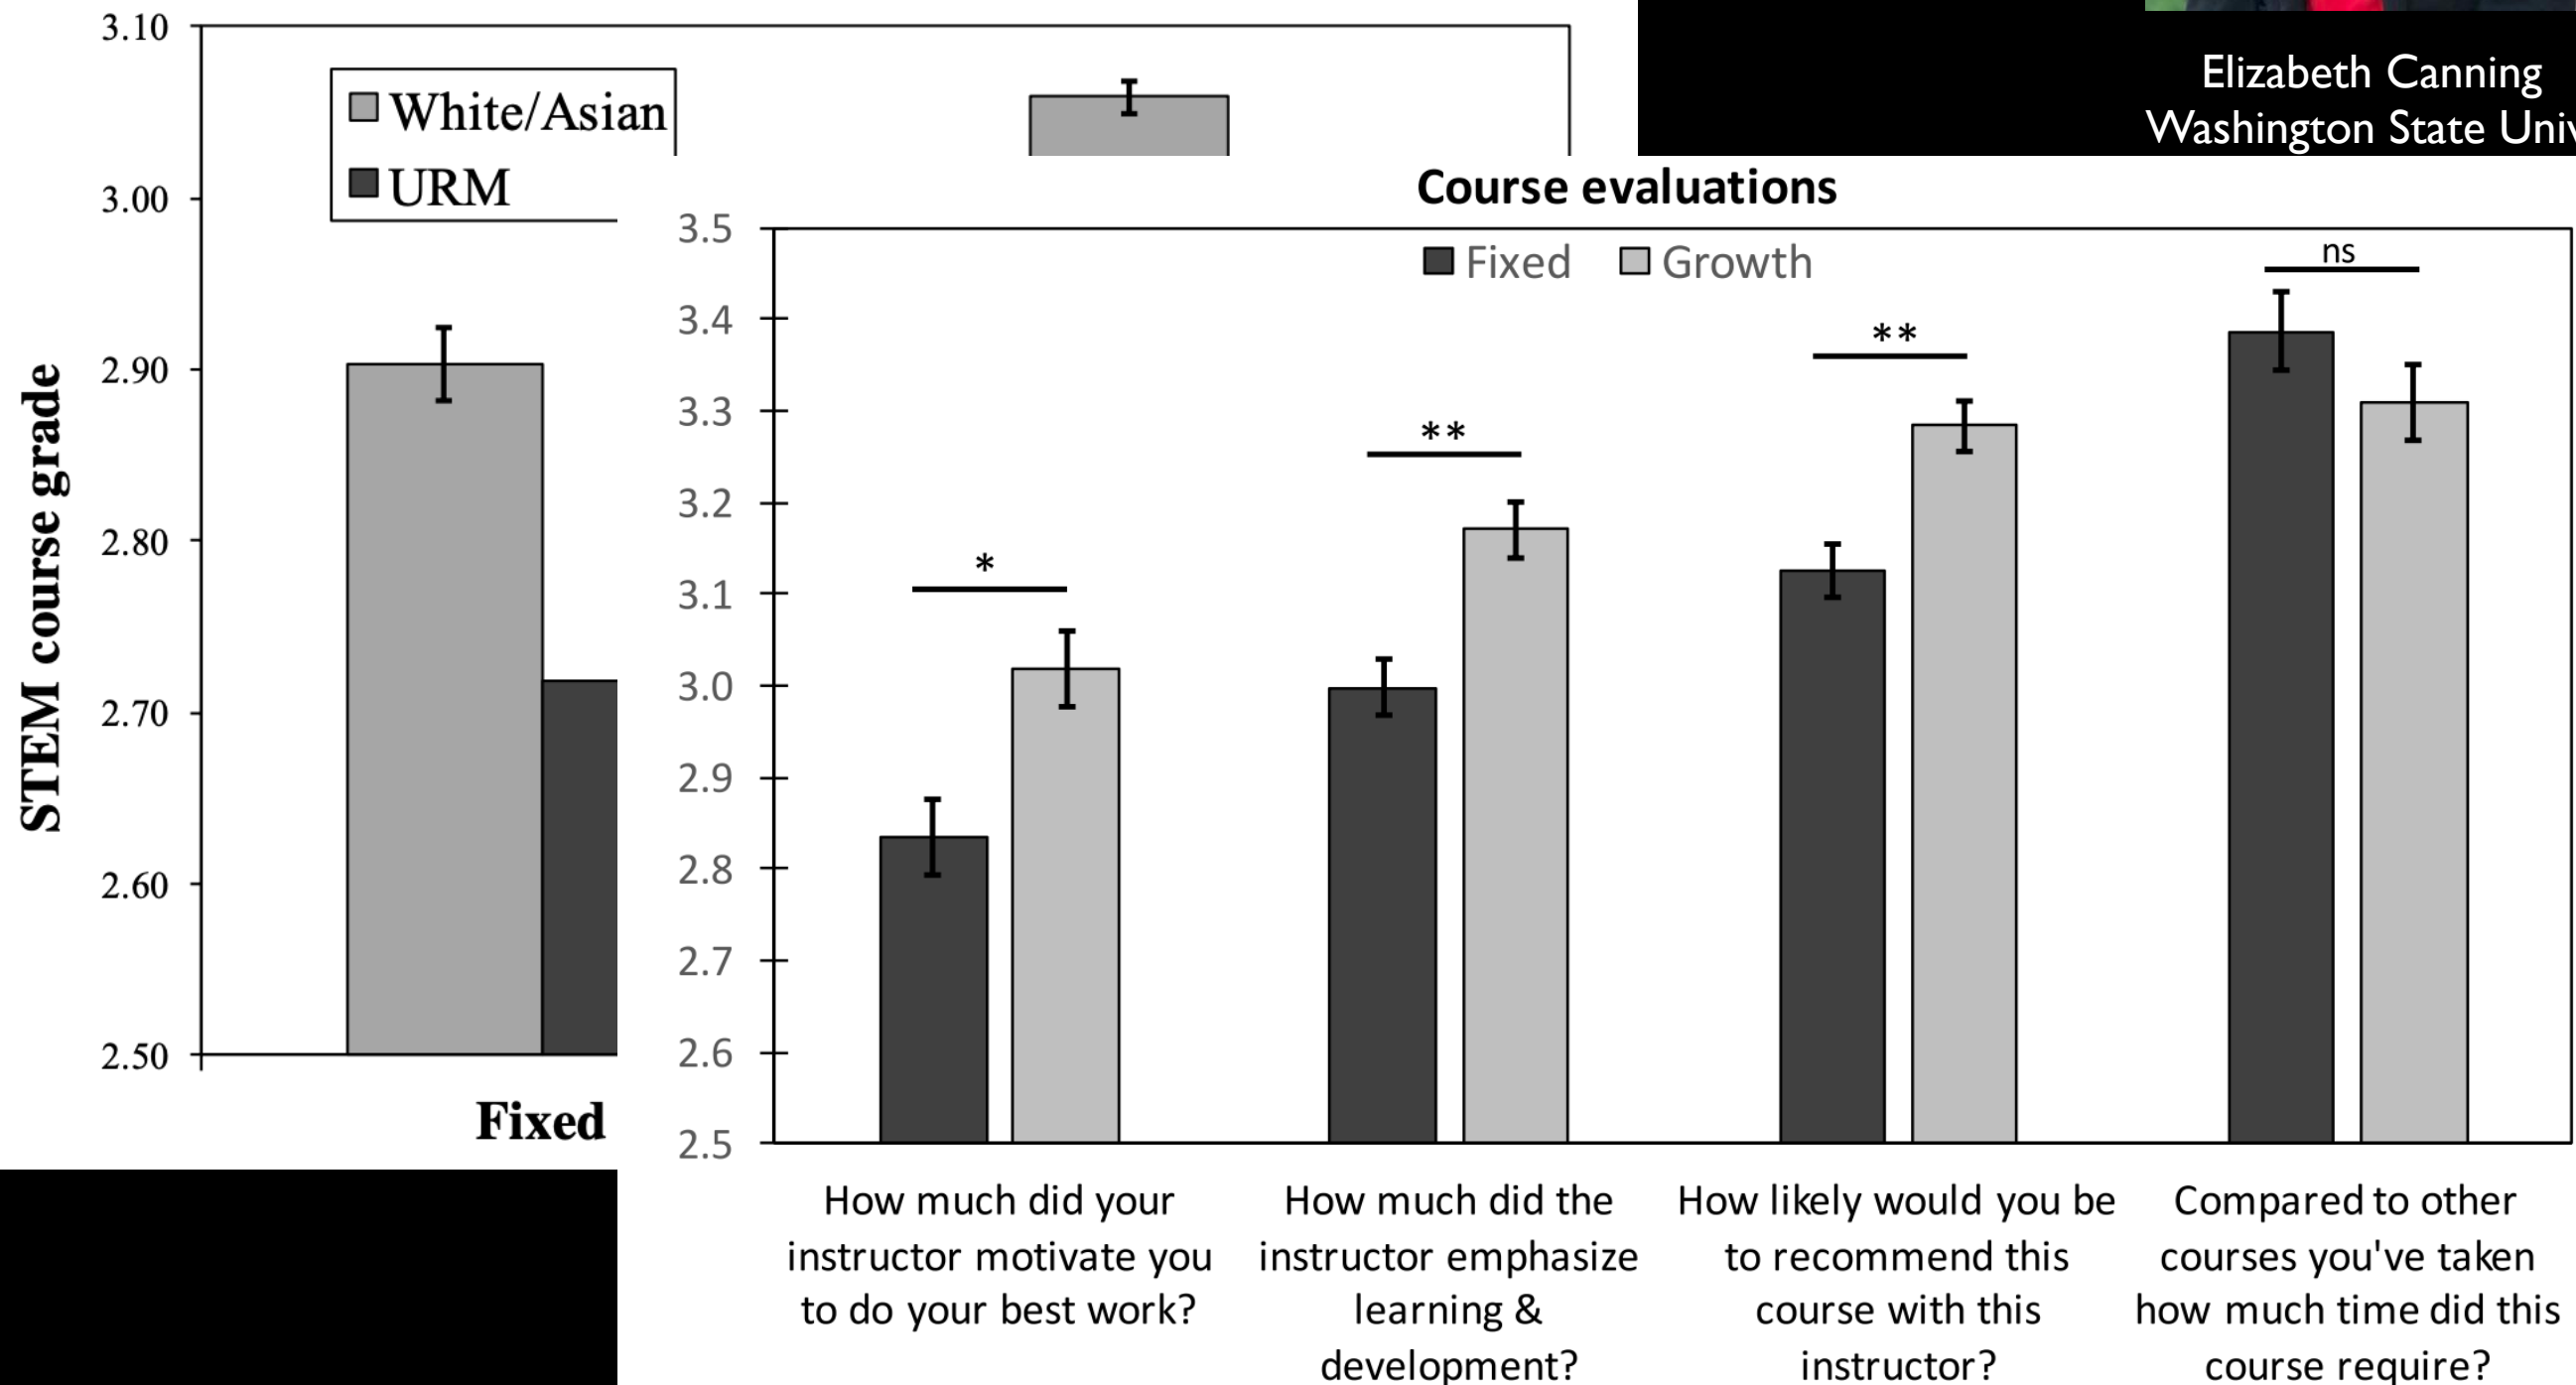 Elizabeth Canning
Washington State Univ
3.10
3.00
2.90
2.80
2.70
2.60
2.50
STEM course grade
White/Asian
URM
Fixed
Course evaluations
Fixed Growth
3.5
3.4
3.3
3.2
3.1
3.0
2.9
2.8
2.7
2.6
2.5
*
**
**
ns
How much did your
instructor motivate you
to do your best work?
How much did the
instructor emphasize
learning &
development?
How likely would you be
to recommend this
course with this
instructor?
Compared to other
courses you've taken
how much time did this
course require?